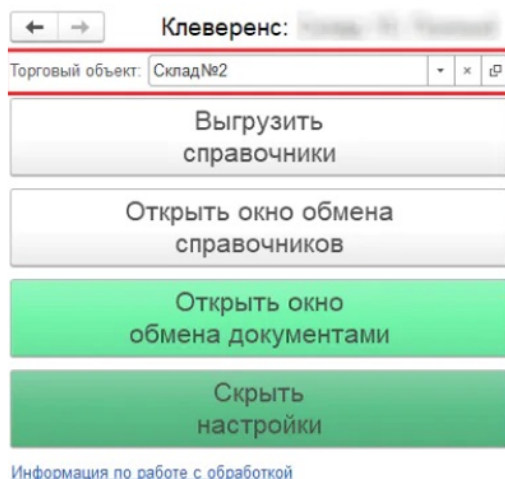 Клеверенс:
Торговый объект: Склад№2
Выгрузить
справочники
Открыть окно обмена
справочников
Открыть окно
обмена документами
Скрыть
настройки
Информация по работе с обработкой